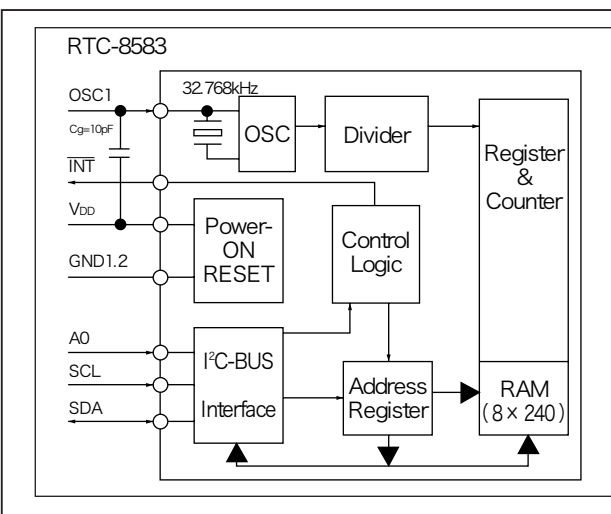 RTC-8583
OSC1
32.768kHz
Cg=10pF
OSC
Divider
Register
&
Counter
INT
VDD
Power-
ON
RESET
Control
Logic
GND1.2
A0
SCL
SDA
I²C-BUS
Interface
Address
Register
RAM
(8×240)